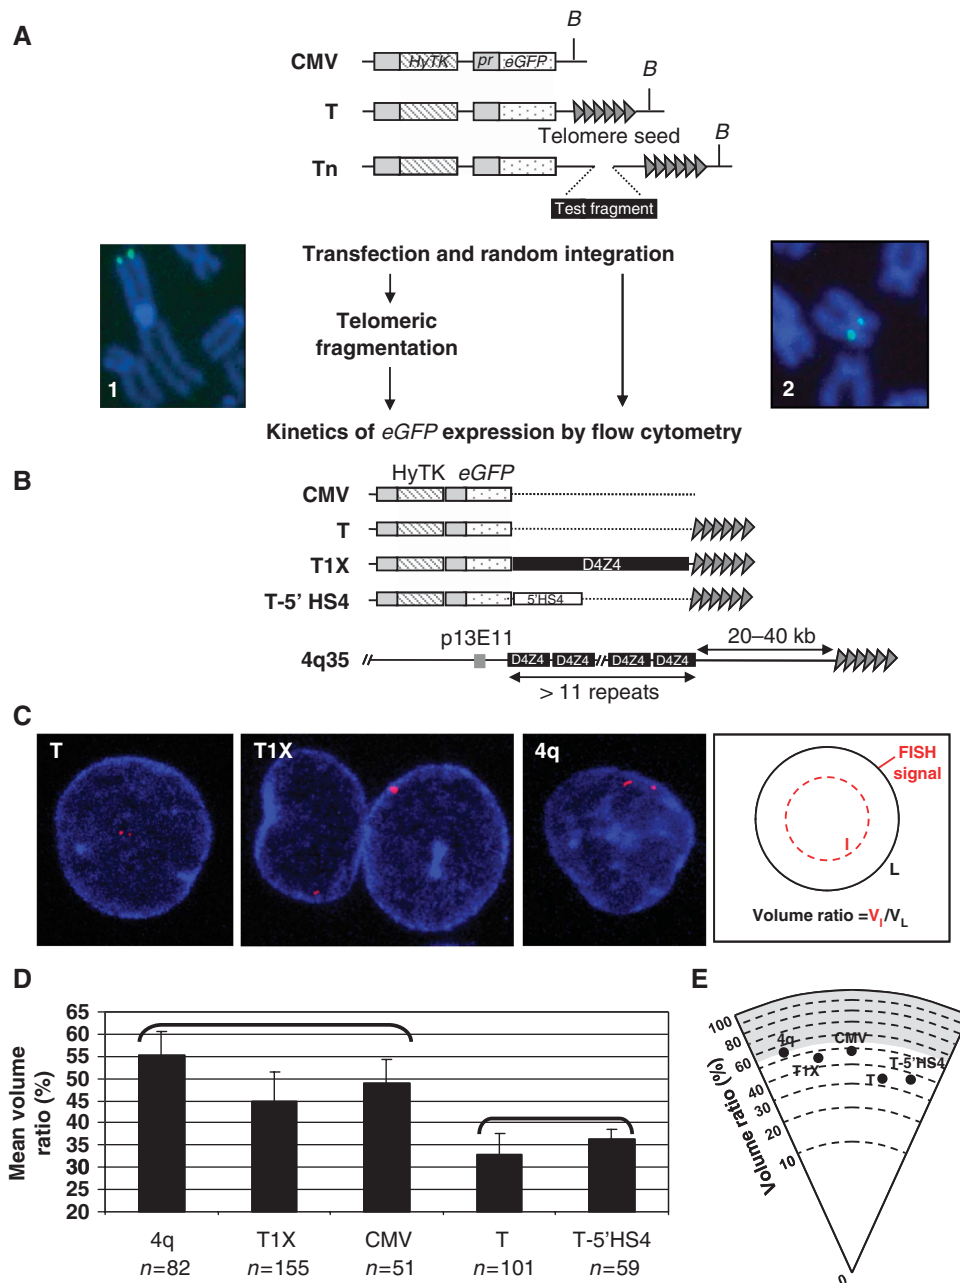 A
CMV
HyTK
pr
eGFP
B
T
B
Telomere seed
Tn
B
Test fragment
Transfection and random integration
Telomeric
fragmentation
1
2
Kinetics of eGFP expression by flow cytometry
B
HyTK
eGFP
CMV
T
T1X
D4Z4
T-5' HS4
5'HS4
p13E11
20–40 kb
4q35
D4Z4 D4Z4 D4Z4 D4Z4
> 11 repeats
C
T
T1X
4q
FISH
signal
I
L
Volume ratio =VI/VL
D
Mean volume
ratio (%)
65
60
55
50
45
40
35
30
25
20
4q
T1X
CMV
T
T-5'HS4
n=82
n=155
n=51
n=101
n=59
E
Volume ratio (%)
100
80
60
40
30
20
10
0
4q
T1X
CMV
T
T-5'HS4